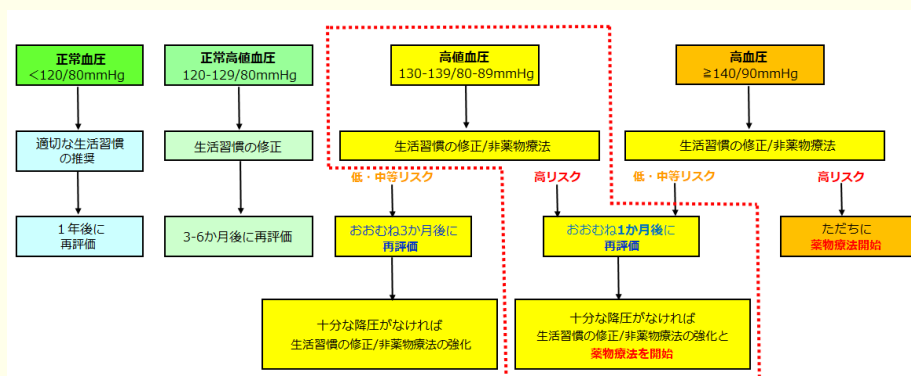 正常血圧
＜120/80mmHg
正常高値血圧
120-129/80mmHg
高値血圧
130-139/80-89mmHg
高血圧
≧140/90mmHg
適切な生活習慣
の推奨
生活習慣の修正
生活習慣の修正/非薬物療法
生活習慣の修正/非薬物療法
低・中等リスク
高リスク
低・中等リスク
高リスク
１年後に
再評価
3-6か月後に再評価
おおむね3か月後に
再評価
おおむね1か月後に
再評価
ただちに
薬物療法開始
十分な降圧がなければ
生活習慣の修正/非薬物療法の強化
十分な降圧がなければ
生活習慣の修正/非薬物療法の強化と
薬物療法を開始